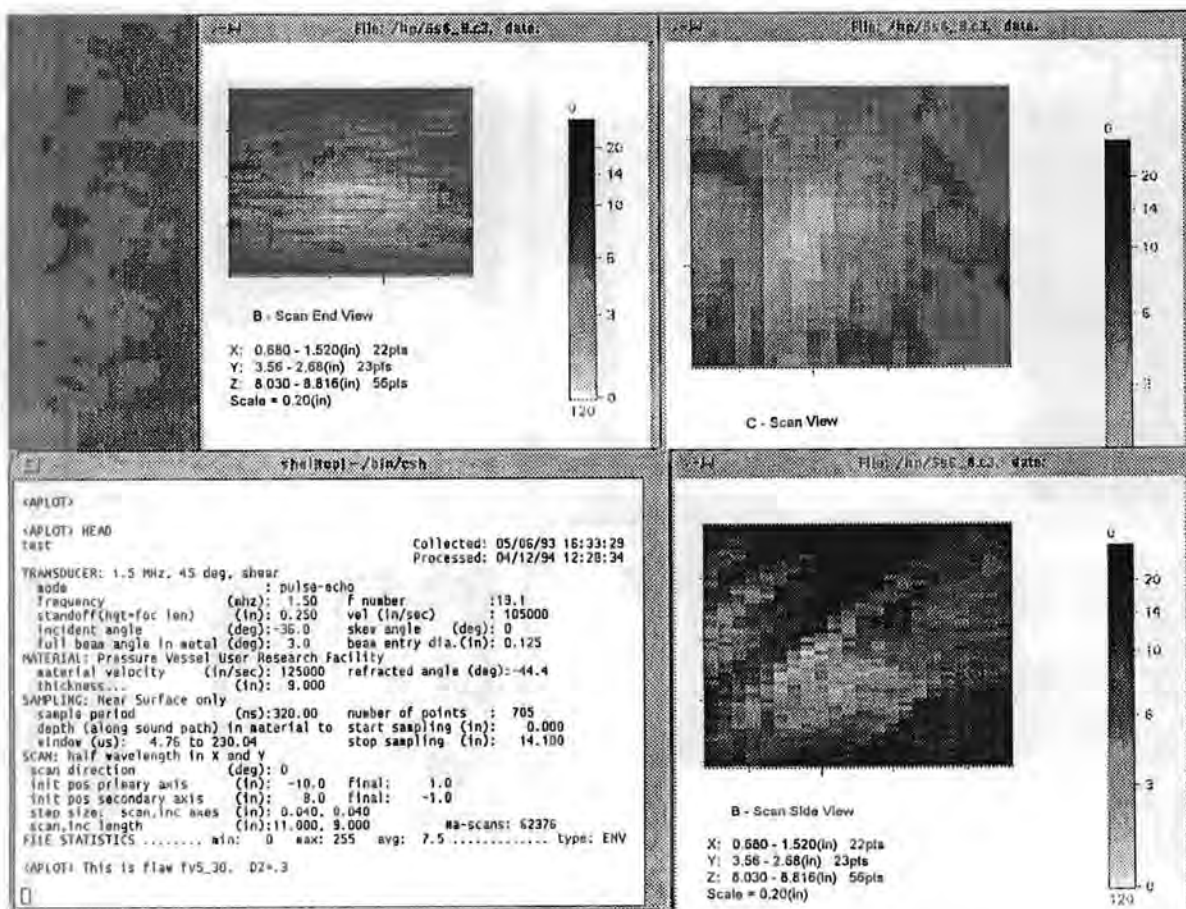 File: /hp/5s6_8.c3, date:
0
20
14
10
6
3
0
120
B - Scan End View
X: 0.680 - 1.520(in) 22pts
Y: 3.56 - 2.68(in) 23pts
Z: 8.030 - 8.816(in) 56pts
Scale = 0.20(in)
File: /hp/5s6_8.c3, date:
0
20
14
10
6
3
C - Scan View
/bin/csh
<APLOT>
<APLOT> HEAD
test Collected: 05/06/93 16:33:29
Processed: 04/12/94 12:28:34
TRANSDUCER: 1.5 MHz, 45 deg, shear
mode : pulse-echo
frequency (mhz): 1.50 f number :19.1
standoff(hgt+foc len) (in): 0.250 vel (in/sec) : 105000
incident angle (deg):-36.0 skew angle (deg): 0
full beam angle in metal (deg): 3.0 beam entry dia.(in): 0.125
MATERIAL: Pressure Vessel User Research Facility
material velocity (in/sec): 125000 refracted angle (deg):-44.4
thickness... (in): 9.000
SAMPLING: Near Surface only
sample period (ns):320.00 number of points : 705
depth (along sound path) in material to start sampling (in): 0.000
window (us): 4.76 to 230.04 stop sampling (in): 14.100
SCAN: half wavelength in X and Y
scan direction (deg): 0
init pos primary axis (in): -10.0 final: 1.0
init pos secondary axis (in): 8.0 final: -1.0
step size: scan,inc axes (in): 0.040, 0.040
scan,inc length (in):11.000, 9.000 #a-scans: 62376
FILE STATISTICS ........ min: 0 max: 255 avg: 7.5 ............. type: ENV
<APLOT> This is flaw fv5_30. D2=.3
File: /hp/5s6_8.c3, date:
0
20
14
10
6
3
0
120
B - Scan Side View
X: 0.680 - 1.520(in) 22pts
Y: 3.56 - 2.68(in) 23pts
Z: 8.030 - 8.816(in) 56pts
Scale = 0.20(in)